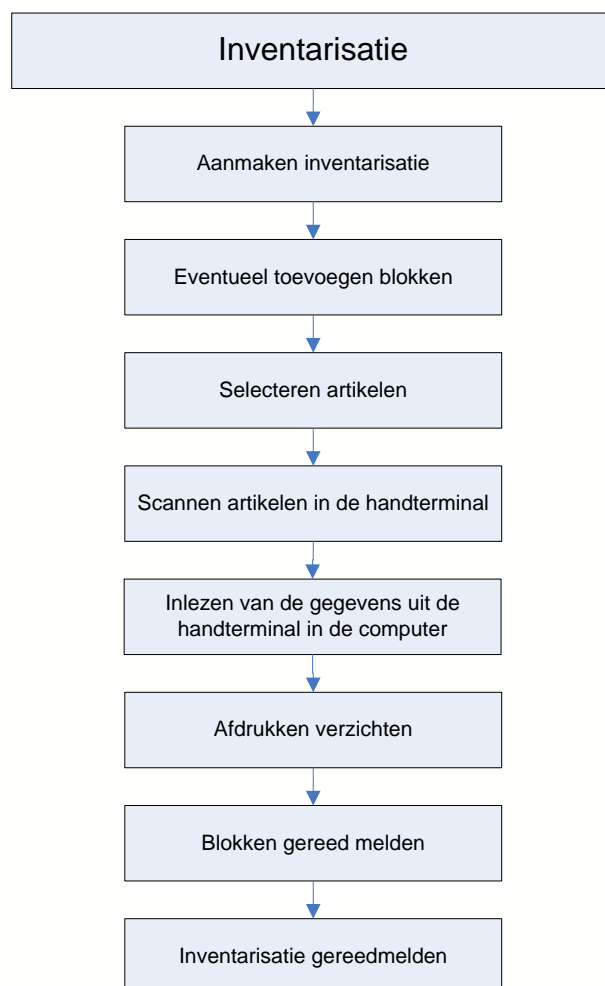 Inventarisatie
Aanmaken inventarisatie
Eventueel toevoegen blokken
Selecteren artikelen
Scannen artikelen in de handterminal
Inlezen van de gegevens uit de
handterminal in de computer
Afdrukken verzichten
Blokken gereed melden
Inventarisatie gereedmelden